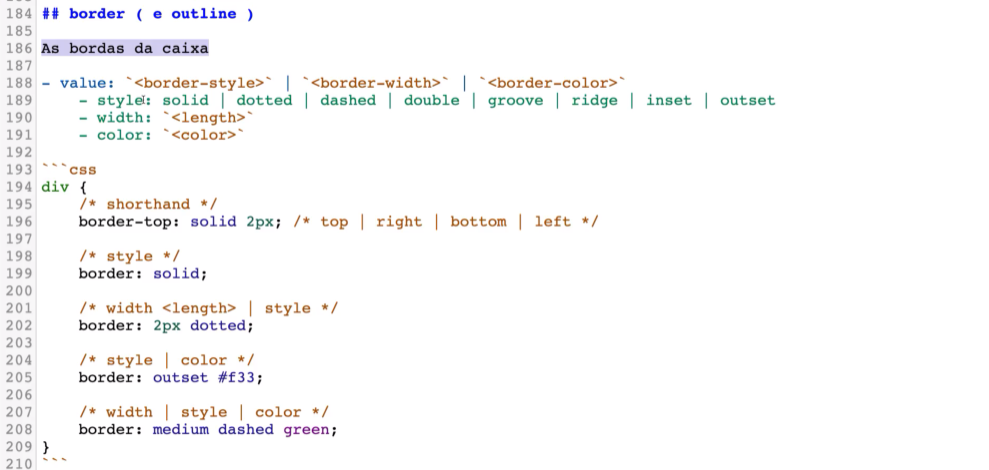 184 ## border ( e outline )
185
186 As bordas da caixa
187
188 - value: `<border-style>` | `<border-width>` | `<border-color>`
189     - style: solid | dotted | dashed | double | groove | ridge | inset | outset
190     - width: `<length>`
191     - color: `<color>`
192
193 ```css
194 div {
195     /* shorthand */
196     border-top: solid 2px; /* top | right | bottom | left */
197
198     /* style */
199     border: solid;
200
201     /* width <length> | style */
202     border: 2px dotted;
203
204     /* style | color */
205     border: outset #f33;
206
207     /* width | style | color */
208     border: medium dashed green;
209 }
210 ```